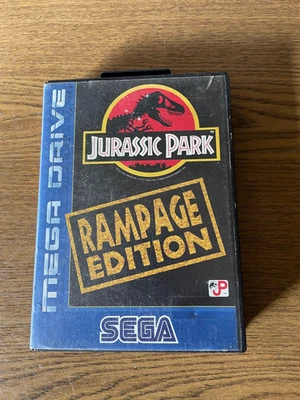 MEGA DRIVE
JURASSIC PARK
RAMPAGE
EDITION
JP
SEGA